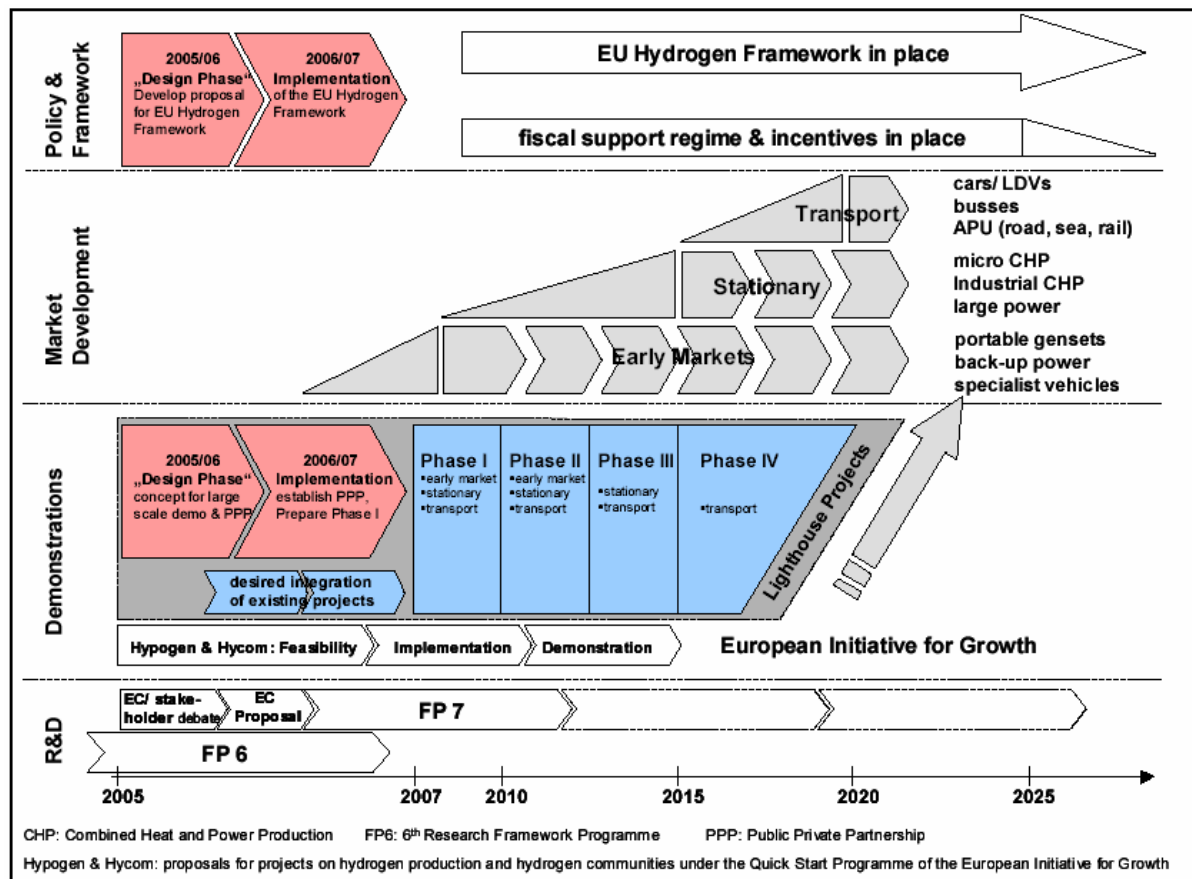 Policy &
Framework
2005/06
„Design Phase“
Develop proposal
for EU Hydrogen
Framework
2006/07
Implementation
of the EU Hydrogen
Framework
EU Hydrogen Framework in place
fiscal support regime & incentives in place
Market
Development
Transport
cars/ LDVs
busses
APU (road, sea, rail)
Stationary
micro CHP
Industrial CHP
large power
Early Markets
portable gensets
back-up power
specialist vehicles
Demonstrations
2005/06
„Design Phase“
concept for large
scale demo & PPP
2006/07
Implementation
establish PPP,
Prepare Phase I
desired integration
of existing projects
Phase I
▪early market
▪stationary
▪transport
Phase II
▪early market
▪stationary
▪transport
Phase III
▪stationary
▪transport
Phase IV
▪transport
Lighthouse Projects
Hypogen & Hycom: Feasibility
Implementation
Demonstration
European Initiative for Growth
R&D
EC/ stake-
holder debate
EC
Proposal
FP 7
FP 6
2005
2007
2010
2015
2020
2025
CHP: Combined Heat and Power Production FP6: 6th Research Framework Programme PPP: Public Private Partnership
Hypogen & Hycom: proposals for projects on hydrogen production and hydrogen communities under the Quick Start Programme of the European Initiative for Growth